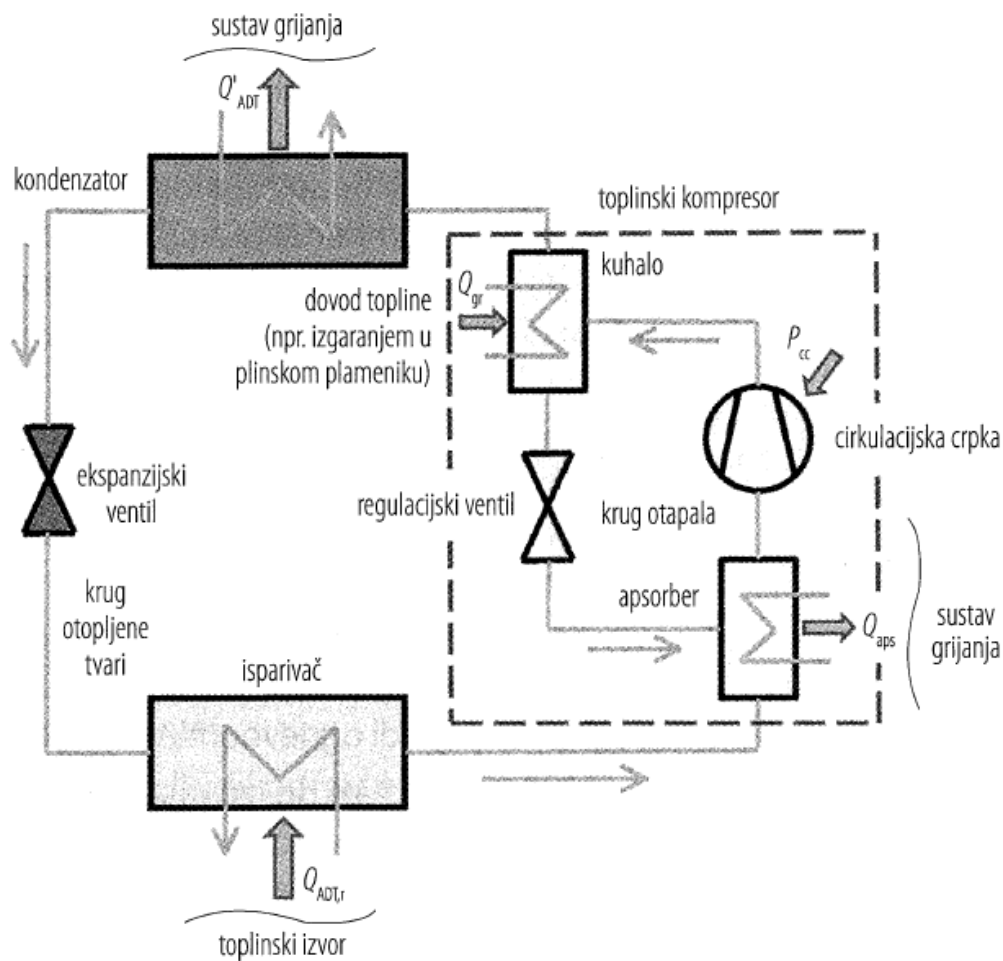 sustav grijanja
Q'ADT
kondenzator
toplinski kompresor
kuhalo
Qgr
dovod topline
(npr. izgaranjem u
plinskom plameniku)
Pcc
cirkulacijska crpka
ekspanzijski
ventil
regulacijski ventil
krug otapala
krug
otopljene
tvari
apsorber
Qaps
sustav
grijanja
isparivač
QADT,r
toplinski izvor